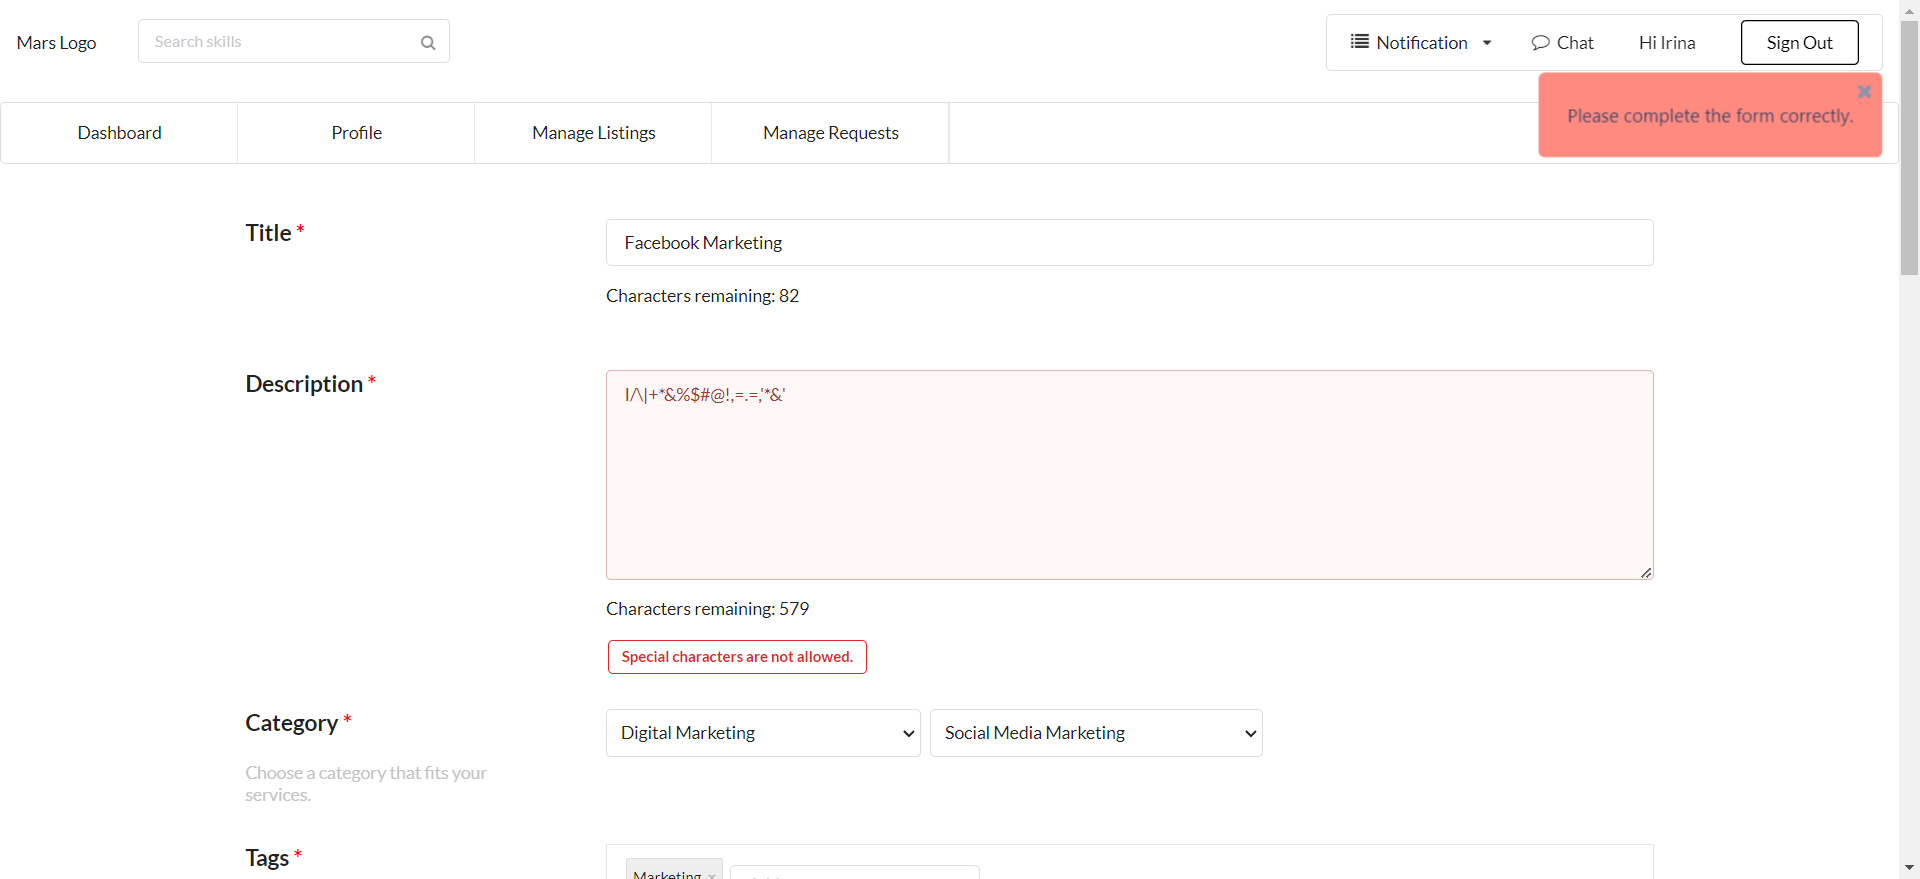 Mars Logo
Search skills
Notification
Chat
Hi Irina
Sign Out
Please complete the form correctly.
Dashboard
Profile
Manage Listings
Manage Requests
Title *
Facebook Marketing
Characters remaining: 82
Description *
I/\|+*&%$#@!,=.=,'*&'
Characters remaining: 579
Special characters are not allowed.
Category *
Digital Marketing
Social Media Marketing
Choose a category that fits your
services.
Tags *
Marketing ×